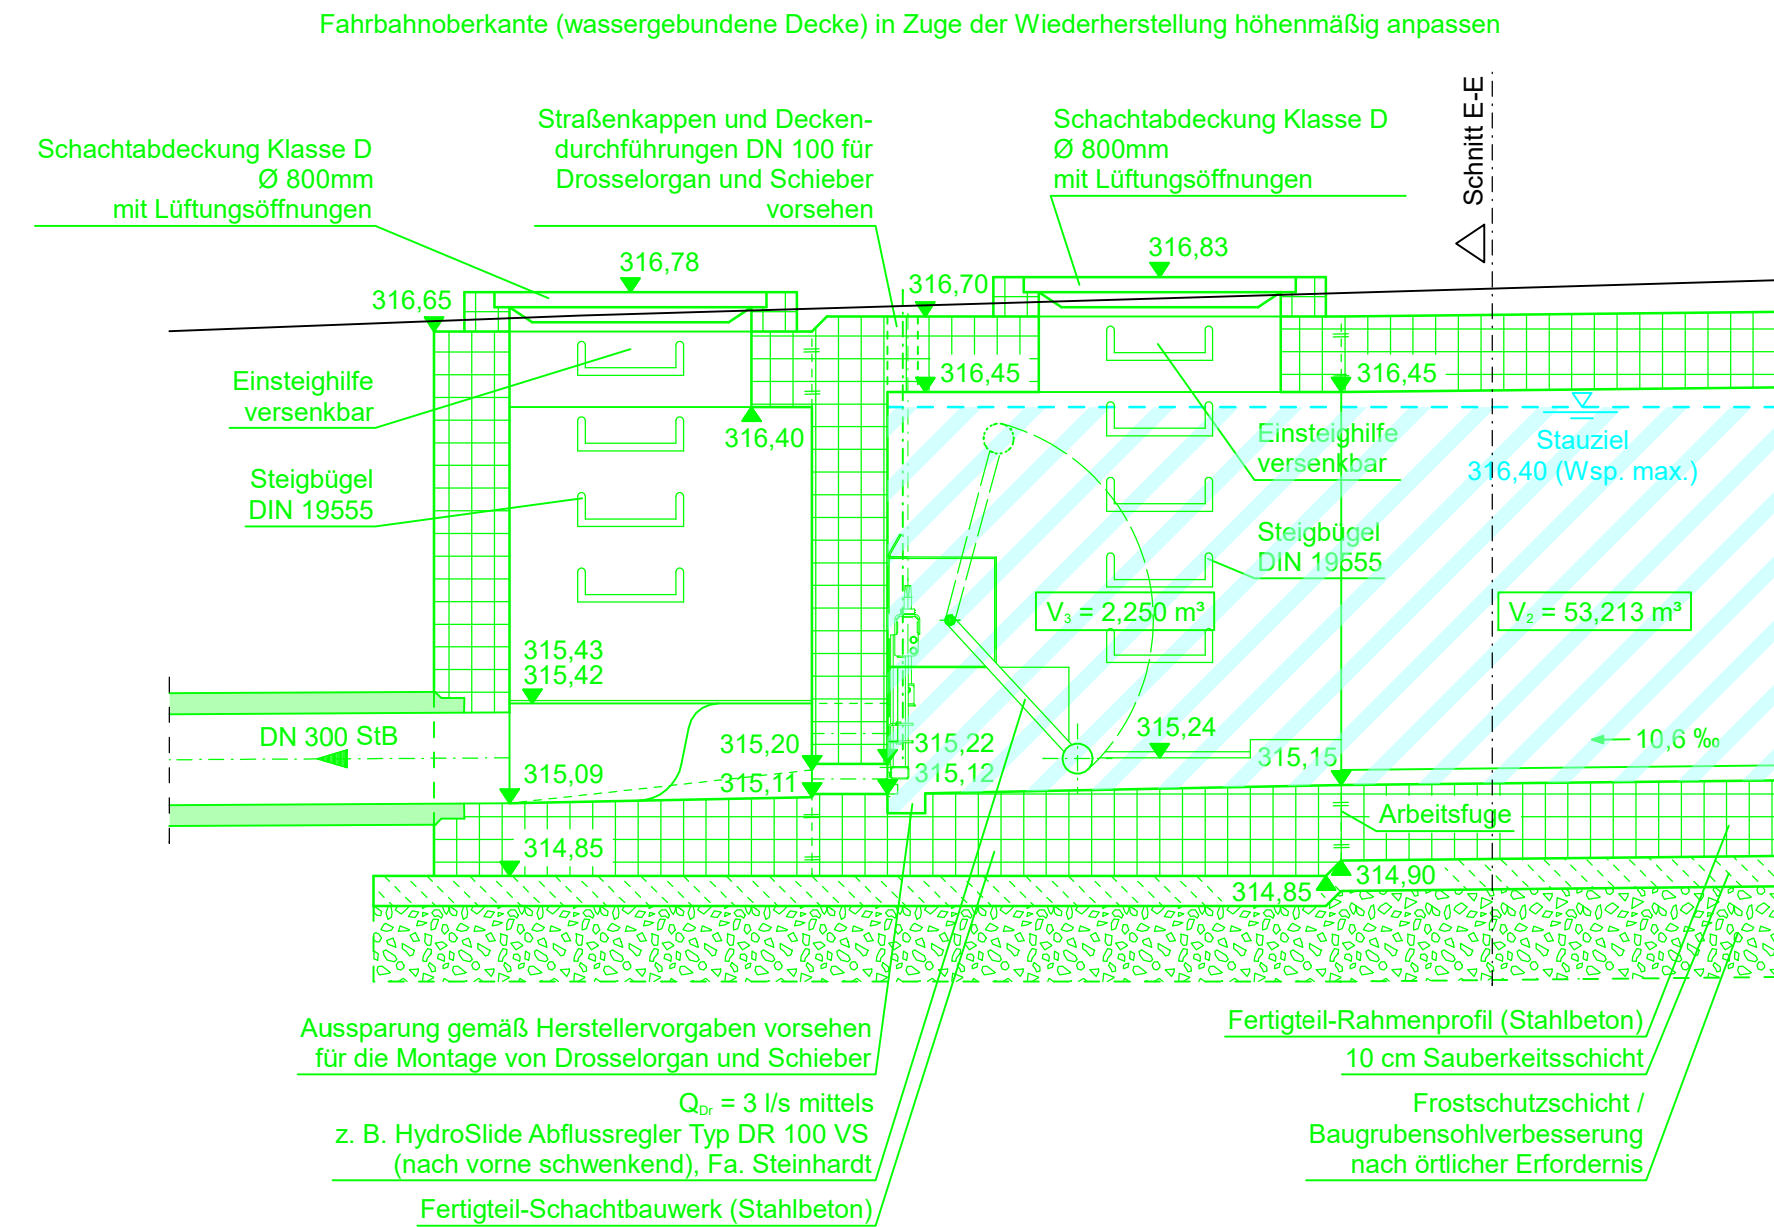 Fahrbahnoberkante (wassergebundene Decke) in Zuge der Wiederherstellung höhenmäßig anpassen
Schachtabdeckung Klasse D
Ø 800mm
mit Lüftungsöffnungen
Straßenkappen und Decken-
durchführungen DN 100 für
Drosselorgan und Schieber
vorsehen
Schachtabdeckung Klasse D
Ø 800mm
mit Lüftungsöffnungen
Schnitt E-E
316,78
316,83
316,65
316,70
Einsteighilfe
versenkbar
316,45
316,45
316,40
Einsteighilfe
versenkbar
Stauziel
316,40 (Wsp. max.)
Steigbügel
DIN 19555
Steigbügel
DIN 19555
V₃ = 2,250 m³
V₂ = 53,213 m³
315,43
315,42
DN 300 StB
315,20
315,22
315,24
10,6 ‰
315,09
315,11
315,12
315,15
Arbeitsfuge
314,85
314,85
314,90
Aussparung gemäß Herstellervorgaben vorsehen
für die Montage von Drosselorgan und Schieber
Q_Dr = 3 l/s mittels
z. B. HydroSlide Abflussregler Typ DR 100 VS
(nach vorne schwenkend), Fa. Steinhardt
Fertigteil-Schachtbauwerk (Stahlbeton)
Fertigteil-Rahmenprofil (Stahlbeton)
10 cm Sauberkeitsschicht
Frostschutzschicht /
Baugrubensohlverbesserung
nach örtlicher Erfordernis